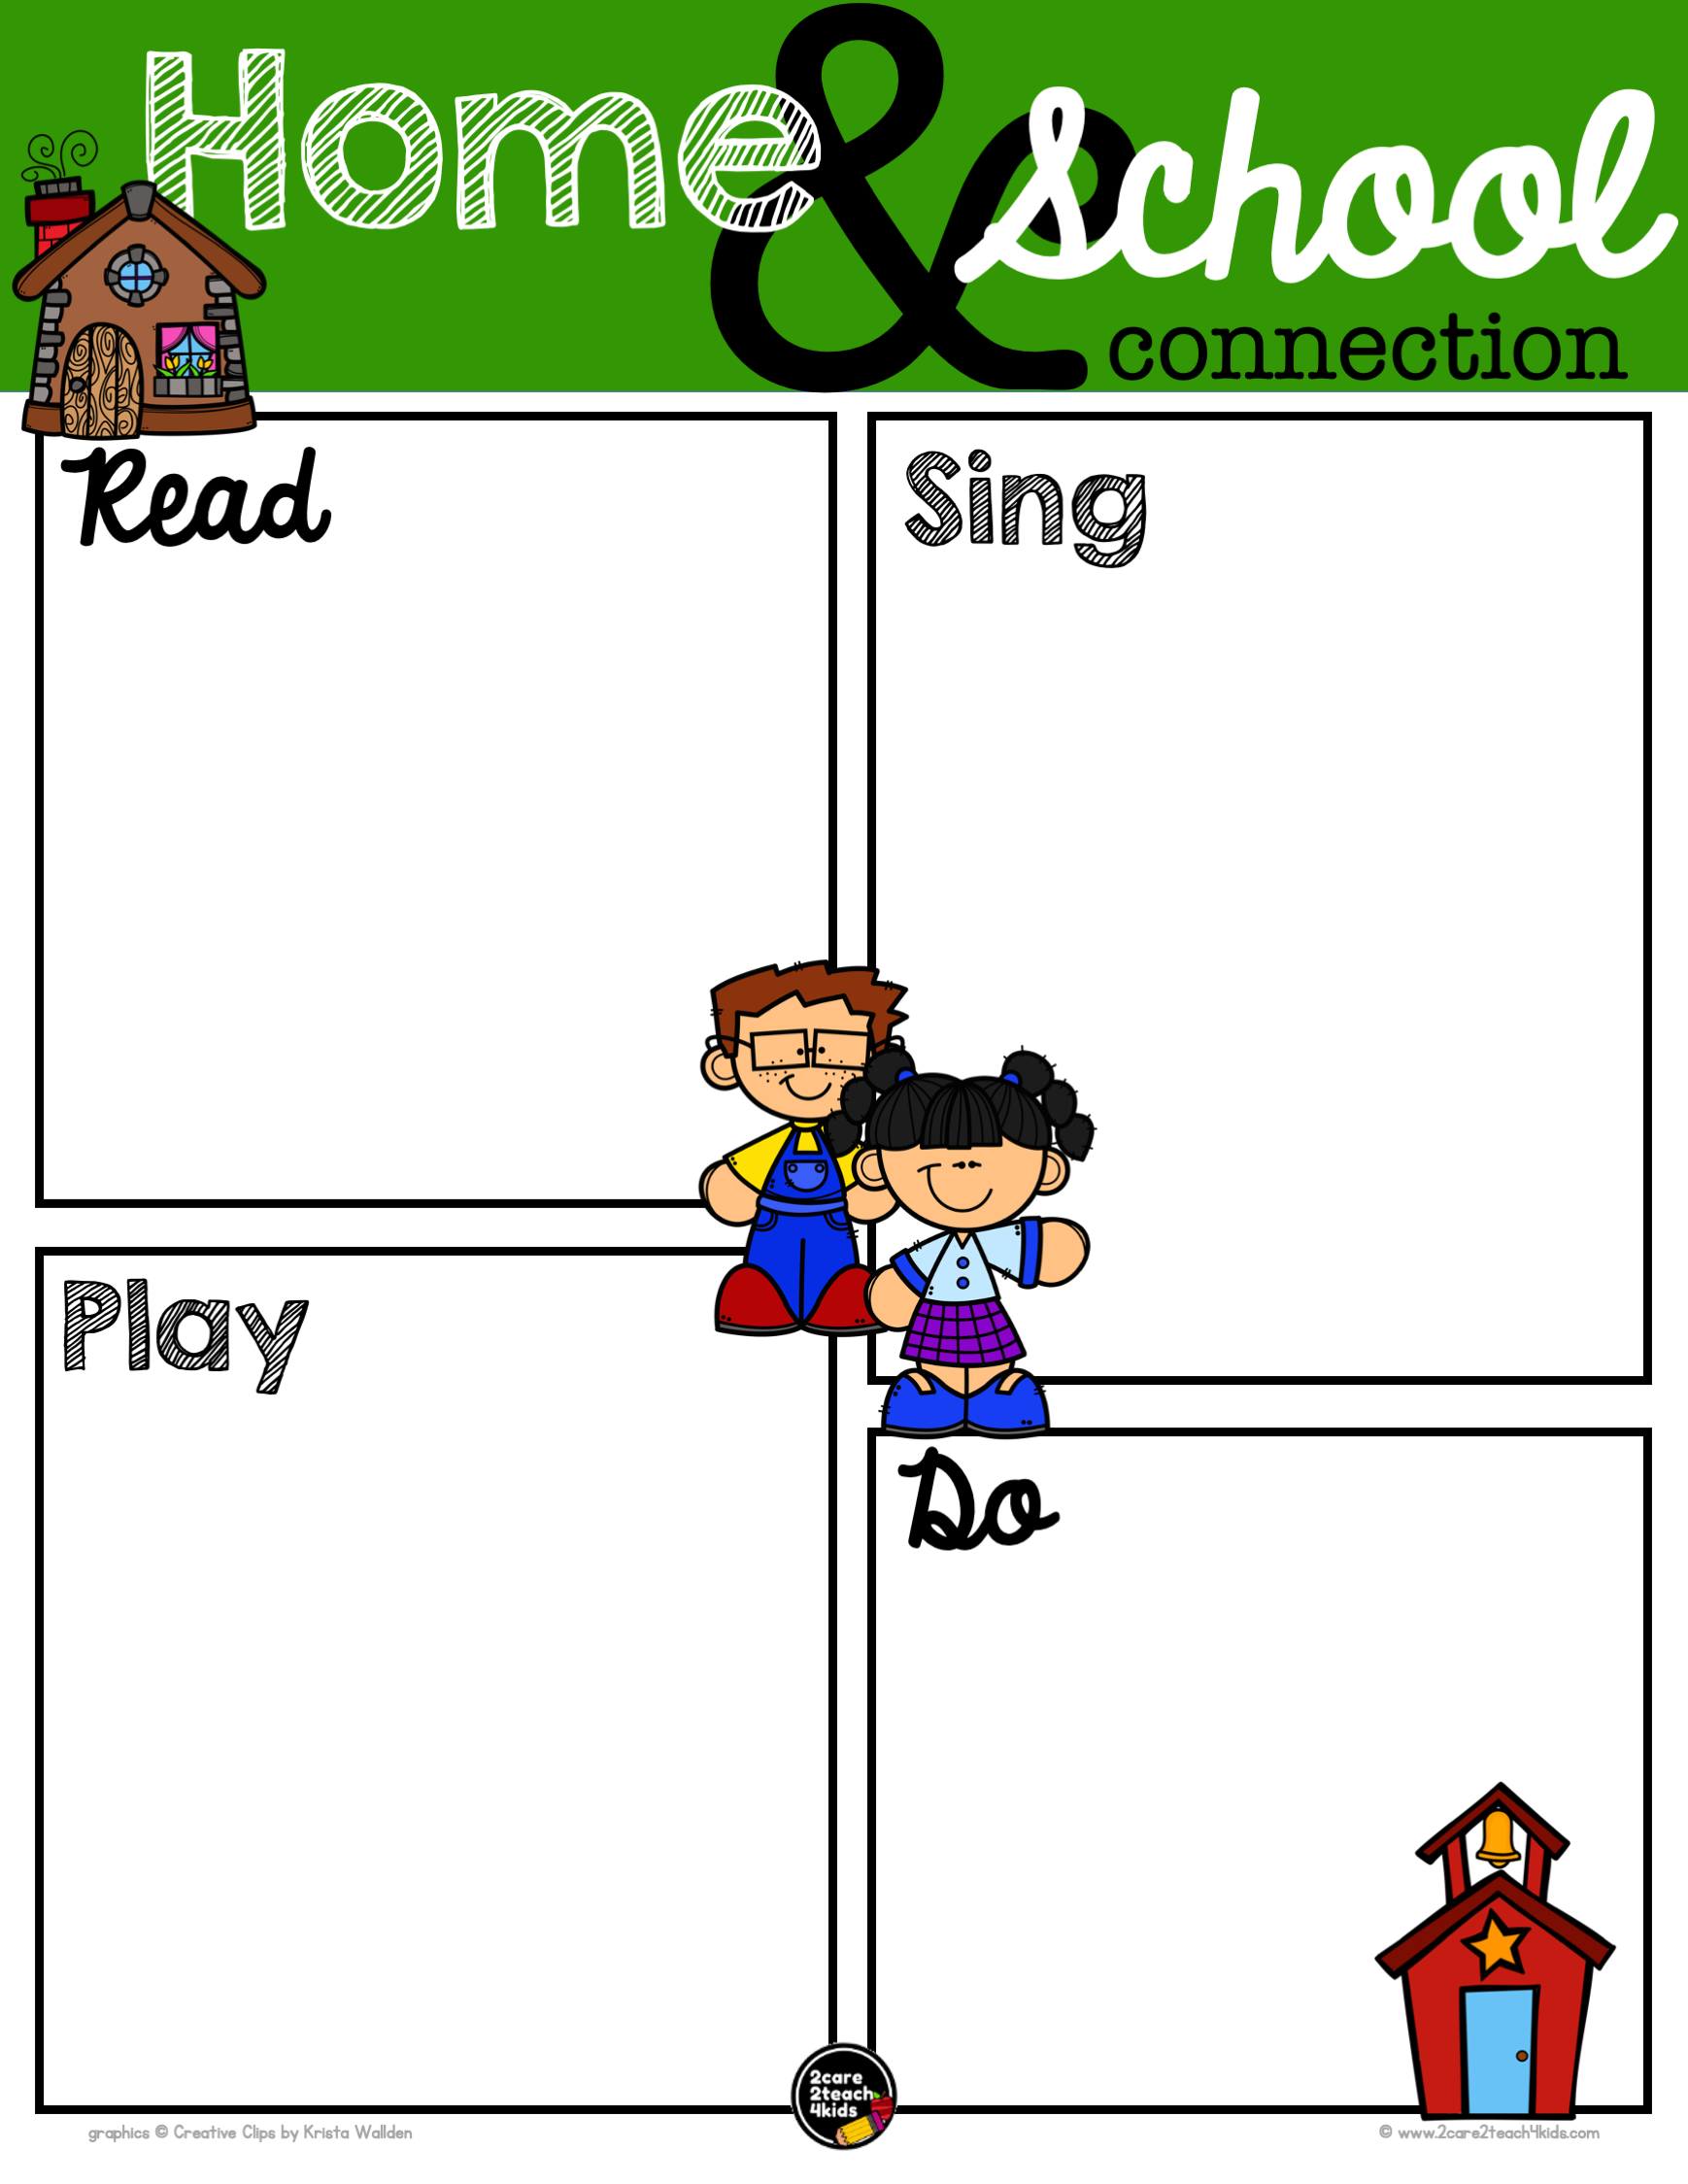 Home & School
connection
Read
Sing
Play
Do
2care
2teach
4kids
graphics © Creative Clips by Krista Wallden
© www.2care2teach4kids.com